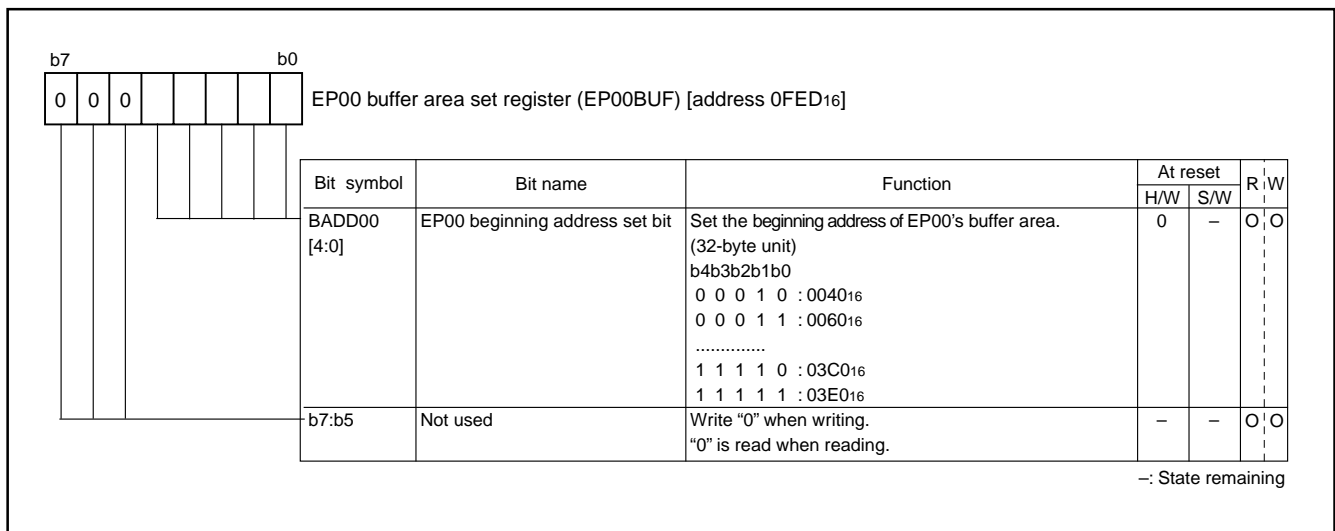 b7 b0
0 0 0
EP00 buffer area set register (EP00BUF) [address 0FED16]
Bit symbol Bit name Function At reset R W
H/W S/W
BADD00 EP00 beginning address set bit Set the beginning address of EP00's buffer area. 0 – O O
[4:0] (32-byte unit)
b4b3b2b1b0
0 0 0 1 0 : 004016
0 0 0 1 1 : 006016
..............
1 1 1 1 0 : 03C016
1 1 1 1 1 : 03E016
b7:b5 Not used Write “0” when writing. – – O O
“0” is read when reading.
–: State remaining